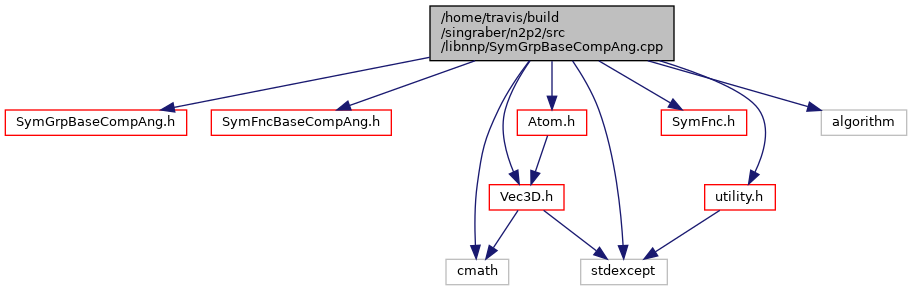 /home/travis/build
/singraber/n2p2/src
/libnnp/SymGrpBaseCompAng.cpp
SymGrpBaseCompAng.h
SymFncBaseCompAng.h
Atom.h
SymFnc.h
algorithm
Vec3D.h
utility.h
cmath
stdexcept